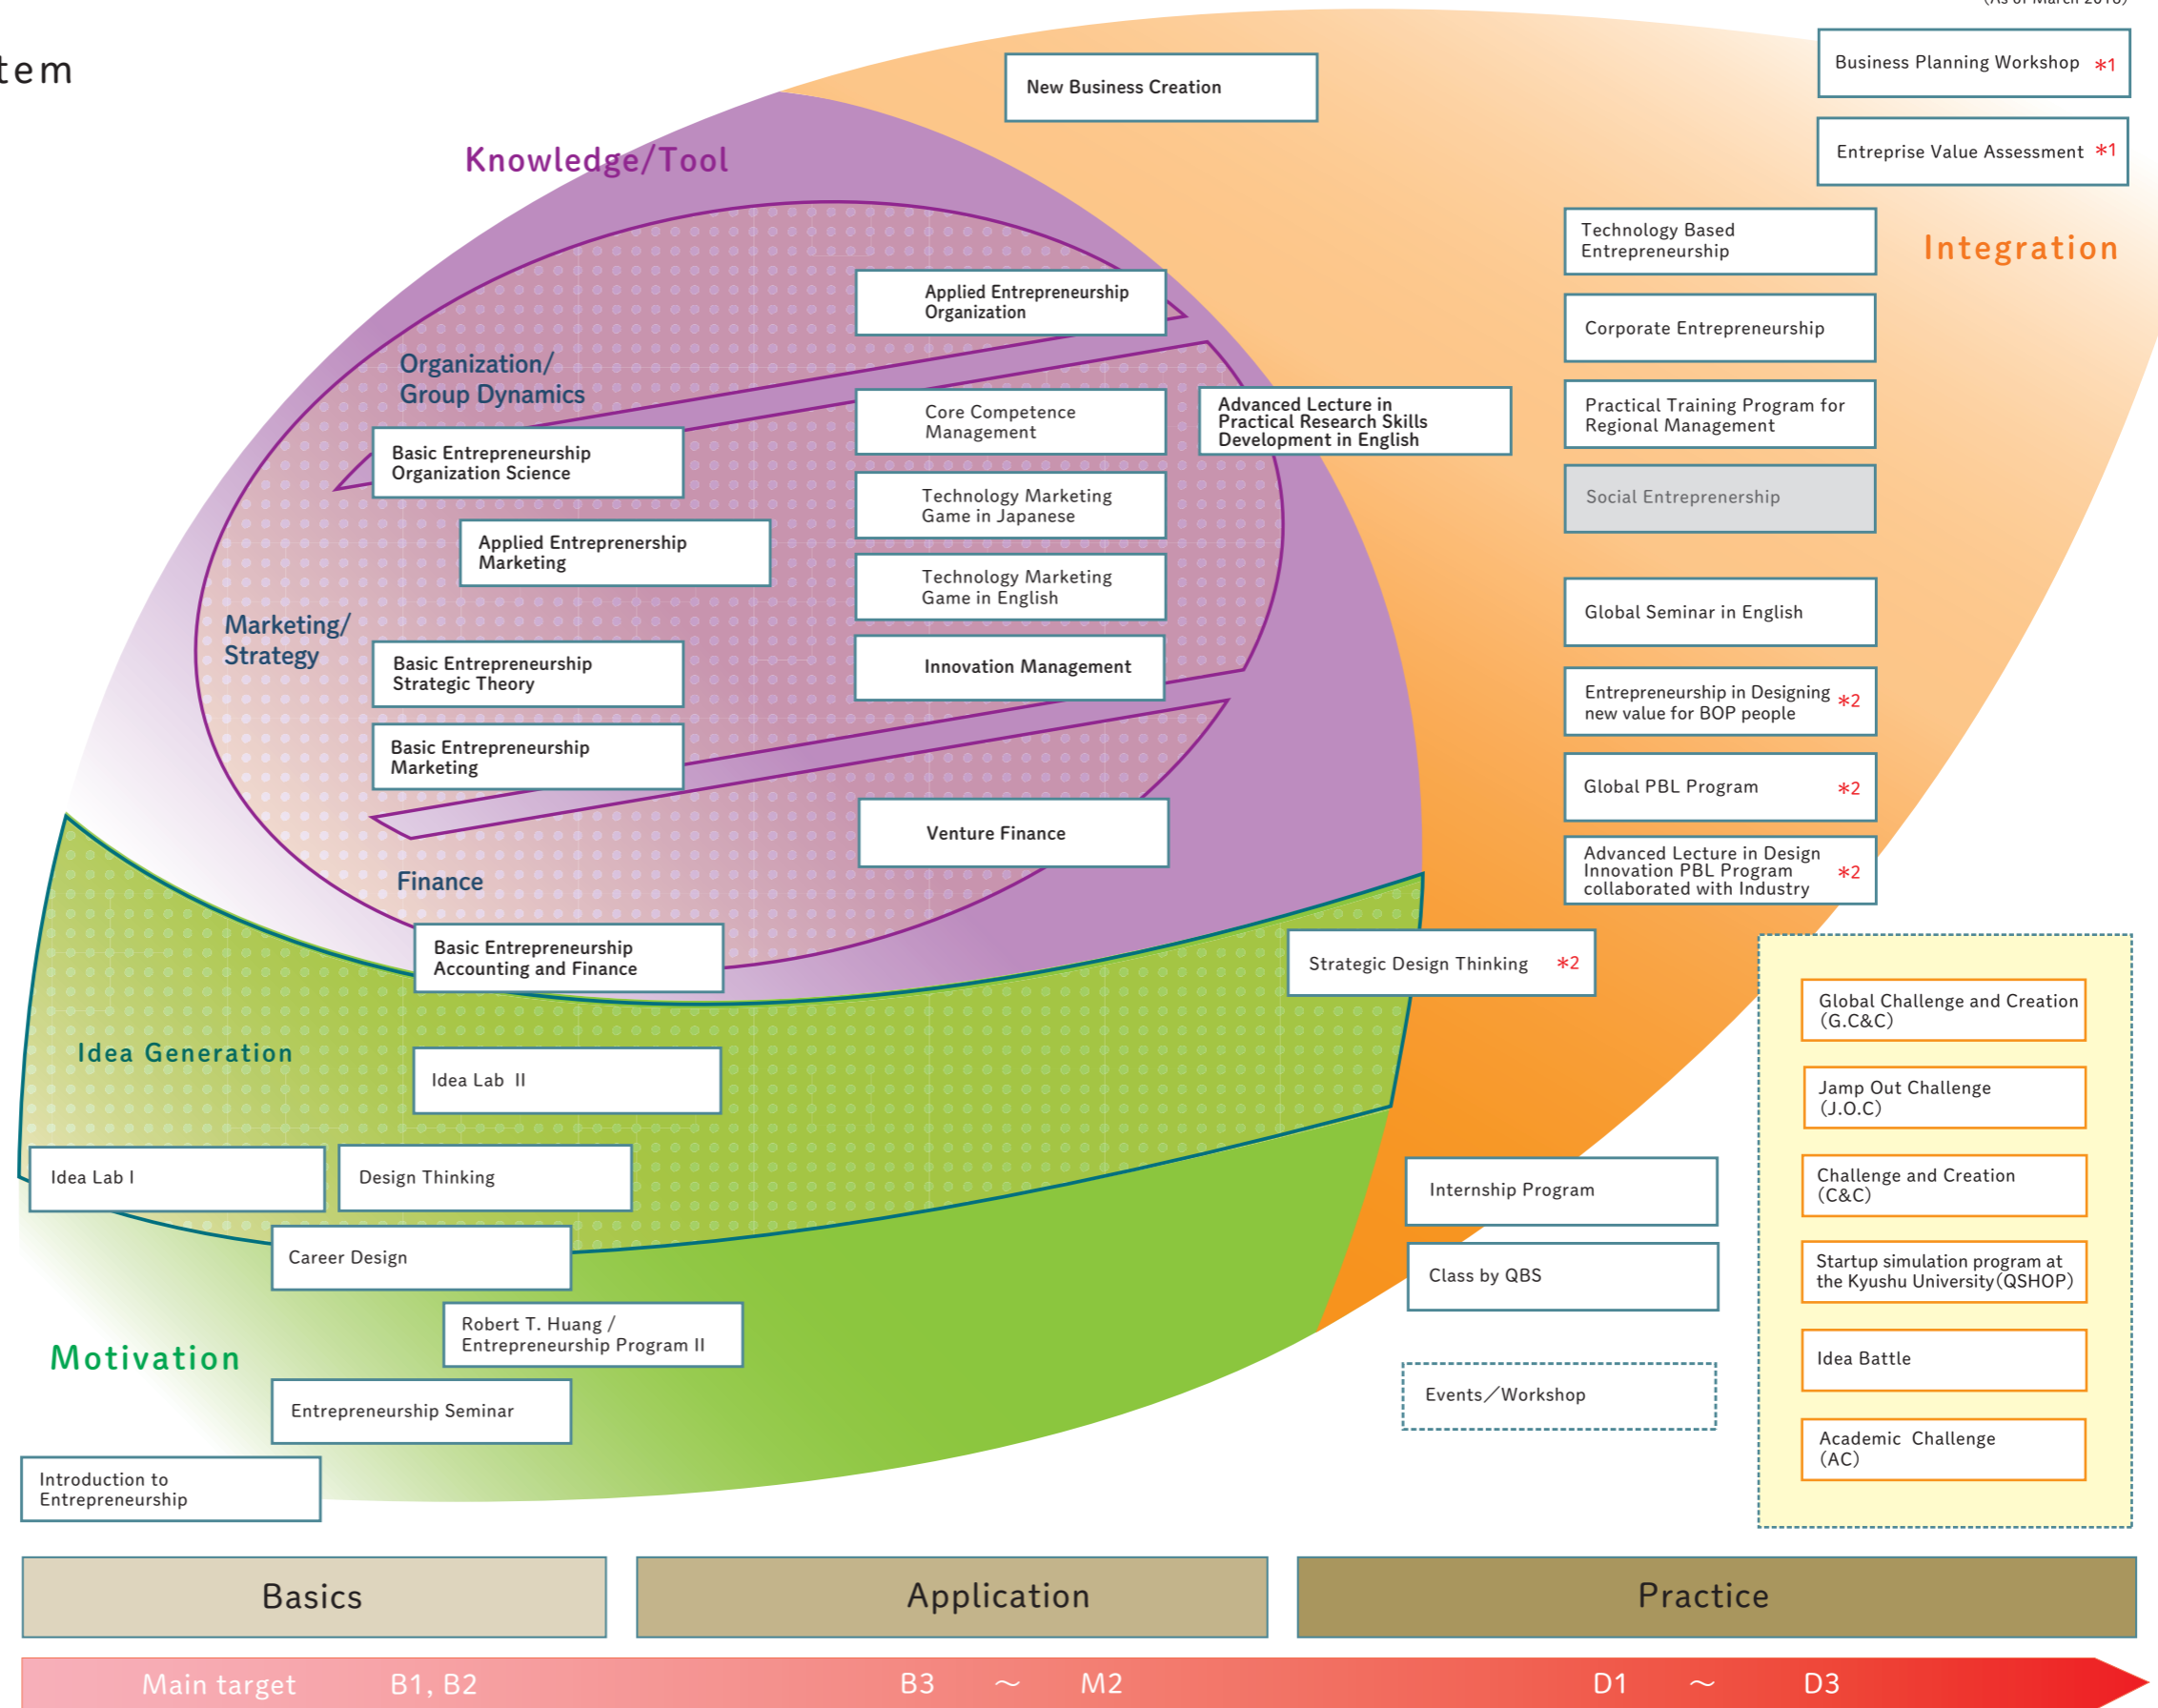 (As of March 2018)
tem
New Business Creation
Business Planning Workshop *1
Entreprise Value Assessment *1
Knowledge/Tool
Technology Based
Entrepreneurship
Integration
Applied Entrepreneurship
Organization
Corporate Entrepreneurship
Organization/
Group Dynamics
Core Competence
Management
Advanced Lecture in
Practical Research Skills
Development in English
Practical Training Program for
Regional Management
Basic Entrepreneurship
Organization Science
Technology Marketing
Game in Japanese
Social Entreprenership
Applied Entreprenership
Marketing
Technology Marketing
Game in English
Global Seminar in English
Marketing/
Strategy
Basic Entrepreneurship
Strategic Theory
Innovation Management
Entrepreneurship in Designing
new value for BOP people *2
Basic Entrepreneurship
Marketing
Global PBL Program *2
Venture Finance
Advanced Lecture in Design
Innovation PBL Program
collaborated with Industry *2
Finance
Basic Entrepreneurship
Accounting and Finance
Strategic Design Thinking *2
Global Challenge and Creation
(G.C&C)
Idea Generation
Idea Lab II
Jamp Out Challenge
(J.O.C)
Idea Lab I
Design Thinking
Internship Program
Challenge and Creation
(C&C)
Career Design
Class by QBS
Startup simulation program at
the Kyushu University(QSHOP)
Robert T. Huang /
Entrepreneurship Program II
Motivation
Idea Battle
Entrepreneurship Seminar
Events／Workshop
Academic Challenge
(AC)
Introduction to
Entrepreneurship
Basics
Application
Practice
Main target B1, B2 B3 ～ M2 D1 ～ D3